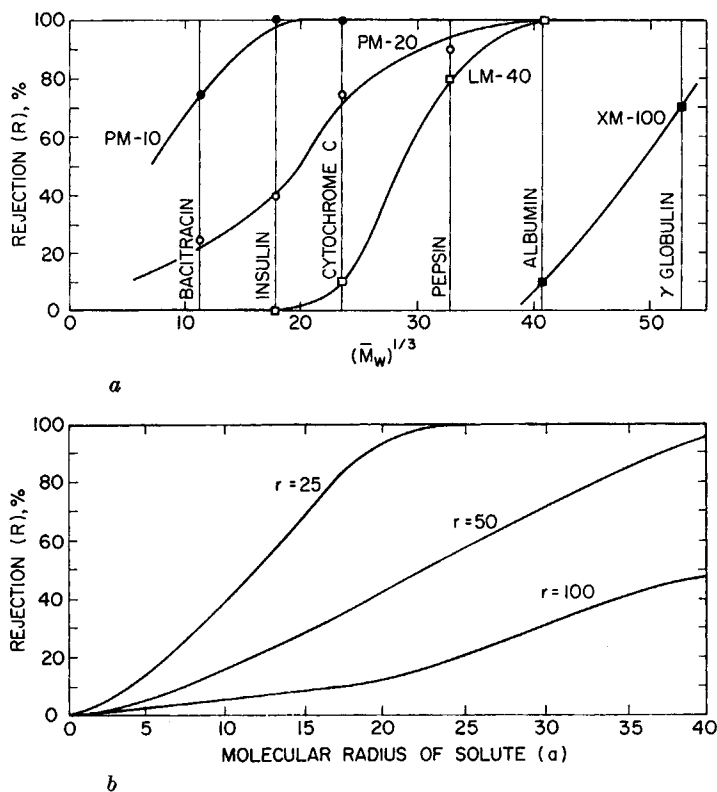 100
80
60
40
20
0
REJECTION (R), %
PM-10
PM-20
LM-40
XM-100
BACITRACIN
INSULIN
CYTOCHROME C
PEPSIN
ALBUMIN
γ GLOBULIN
0 10 20 30 40 50
(M̅w)^1/3
a
100
80
60
40
20
0
REJECTION (R), %
r = 25
r = 50
r = 100
0 5 10 15 20 25 30 35 40
MOLECULAR RADIUS OF SOLUTE (a)
b